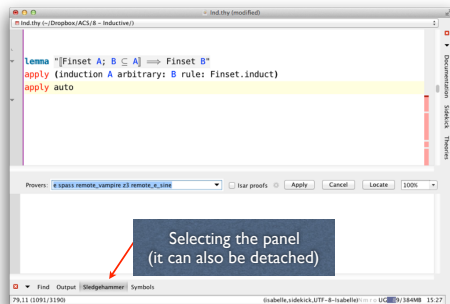 Ind.thy (modified)
Ind.thy (~/Dropbox/ACS/8 - Inductive/)
lemma "⟦Finset A; B ⊆ A⟧ ⟹ Finset B"
apply (induction A arbitrary: B rule: Finset.induct)
apply auto
Documentation
Sidekick
Theories
Provers: e spass remote_vampire z3 remote_e_sine
Isar proofs
Apply
Cancel
Locate
100%
Selecting the panel
(it can also be detached)
Find Output Sledgehammer Symbols
79,11 (1091/3190)
(isabelle,sidekick,UTF-8-Isabelle)
9/384MB 15:27